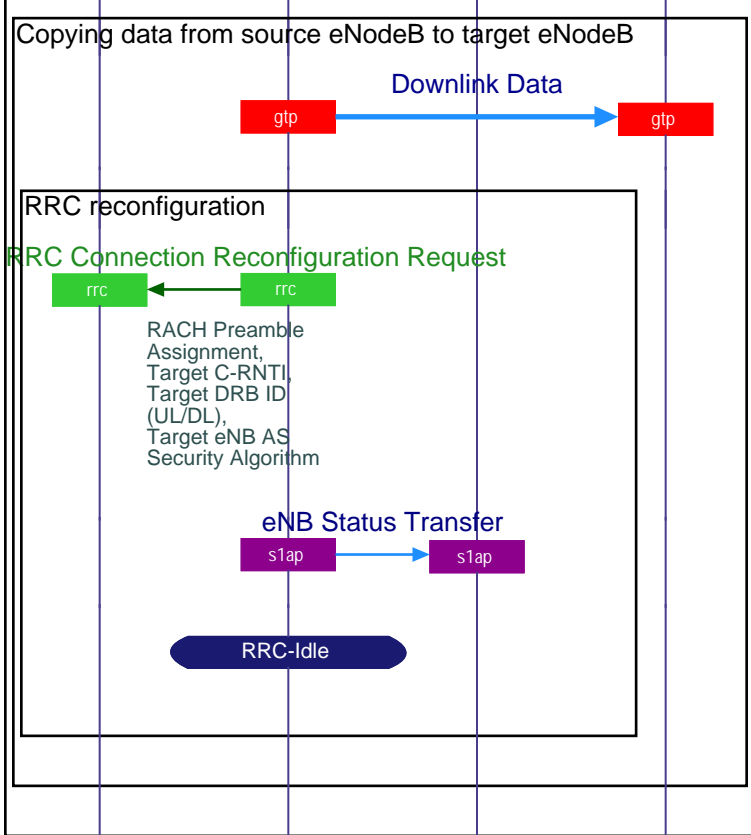 Copying data from source eNodeB to target eNodeB
Downlink Data
gtp
gtp
RRC reconfiguration
RRC Connection Reconfiguration Request
rrc
rrc
RACH Preamble
Assignment,
Target C-RNTI,
Target DRB ID
(UL/DL),
Target eNB AS
Security Algorithm
eNB Status Transfer
s1ap
s1ap
RRC-Idle